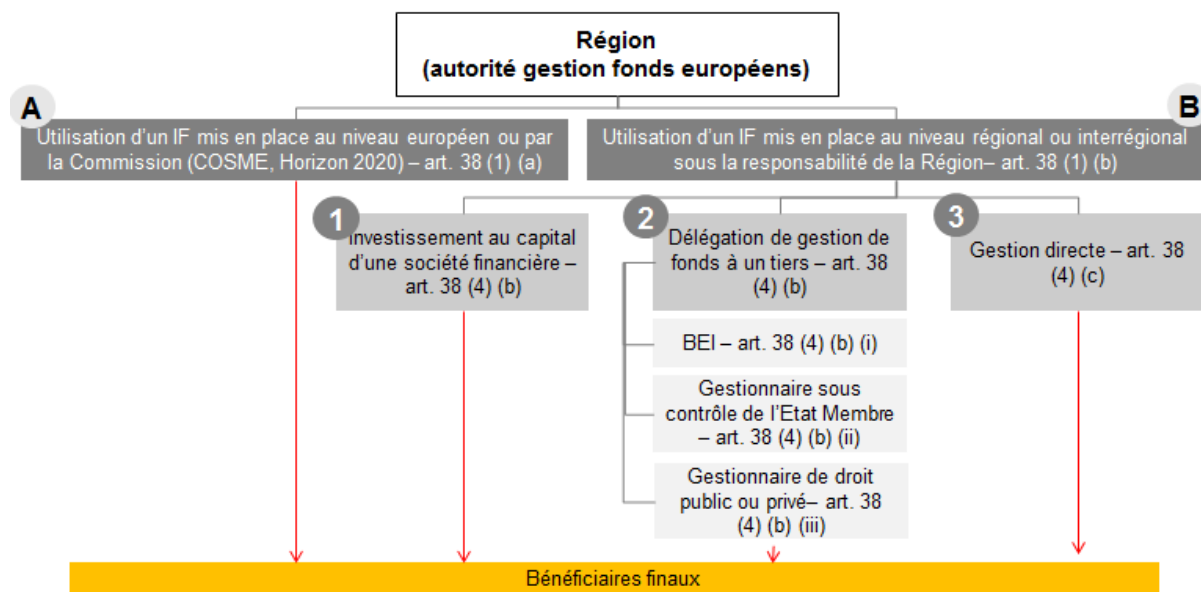 Région
(autorité gestion fonds européens)
A
Utilisation d'un IF mis en place au niveau européen ou par
la Commission (COSME, Horizon 2020) – art. 38 (1) (a)
B
Utilisation d'un IF mis en place au niveau régional ou interrégional
sous la responsabilité de la Région– art. 38 (1) (b)
1
Investissement au capital
d'une société financière –
art. 38 (4) (b)
2
Délégation de gestion de
fonds à un tiers – art. 38
(4) (b)
3
Gestion directe – art. 38
(4) (c)
BEI – art. 38 (4) (b) (i)
Gestionnaire sous
contrôle de l'Etat Membre
– art. 38 (4) (b) (ii)
Gestionnaire de droit
public ou privé– art. 38
(4) (b) (iii)
Bénéficiaires finaux